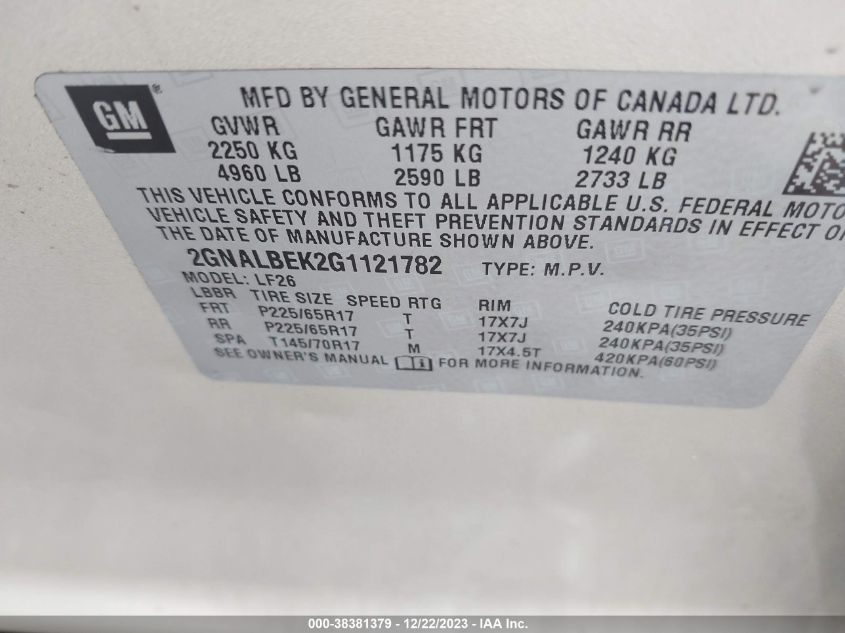 GM ®
MFD BY GENERAL MOTORS OF CANADA LTD.
GVWR GAWR FRT GAWR RR
2250 KG 1175 KG 1240 KG
4960 LB 2590 LB 2733 LB
THIS VEHICLE CONFORMS TO ALL APPLICABLE U.S. FEDERAL MOTO
VEHICLE SAFETY AND THEFT PREVENTION STANDARDS IN EFFECT O
THE DATE OF MANUFACTURE SHOWN ABOVE.
2GNALBEK2G1121782 TYPE: M.P.V.
MODEL: LF26
LBBR TIRE SIZE SPEED RTG RIM COLD TIRE PRESSURE
FRT P225/65R17 T 17X7J 240KPA(35PSI)
RR P225/65R17 T 17X7J 240KPA(35PSI)
SPA T145/70R17 M 17X4.5T 420KPA(60PSI)
SEE OWNER'S MANUAL FOR MORE INFORMATION.
000-38381379 - 12/22/2023 - IAA Inc.